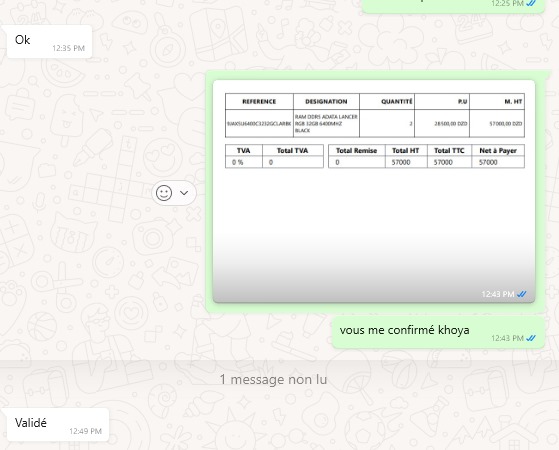 12:25 PM
Ok
12:35 PM
REFERENCE DESIGNATION QUANTITÉ P.U M. HT
RAM DDR5 ADATA LANCER
RGB 32GB 6400MHZ
BLACK
2 28500,00 DZD 57000,00 DZD
TVA Total TVA Total Remise Total HT Total TTC Net à Payer
0 % 0 0 57000 57000 57000
12:43 PM
vous me confirmé khoya
12:43 PM
1 message non lu
Validé
12:49 PM